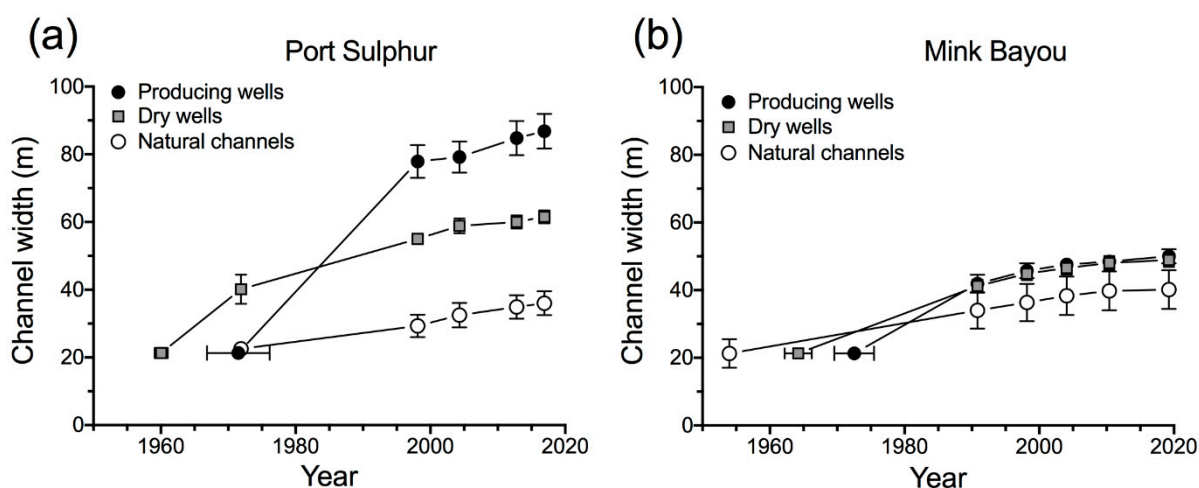 (a)
Port Sulphur
Producing wells
Dry wells
Natural channels
Channel width (m)
100
80
60
40
20
0
1960
1980
2000
2020
Year
(b)
Mink Bayou
Producing wells
Dry wells
Natural channels
Channel width (m)
100
80
60
40
20
0
1960
1980
2000
2020
Year